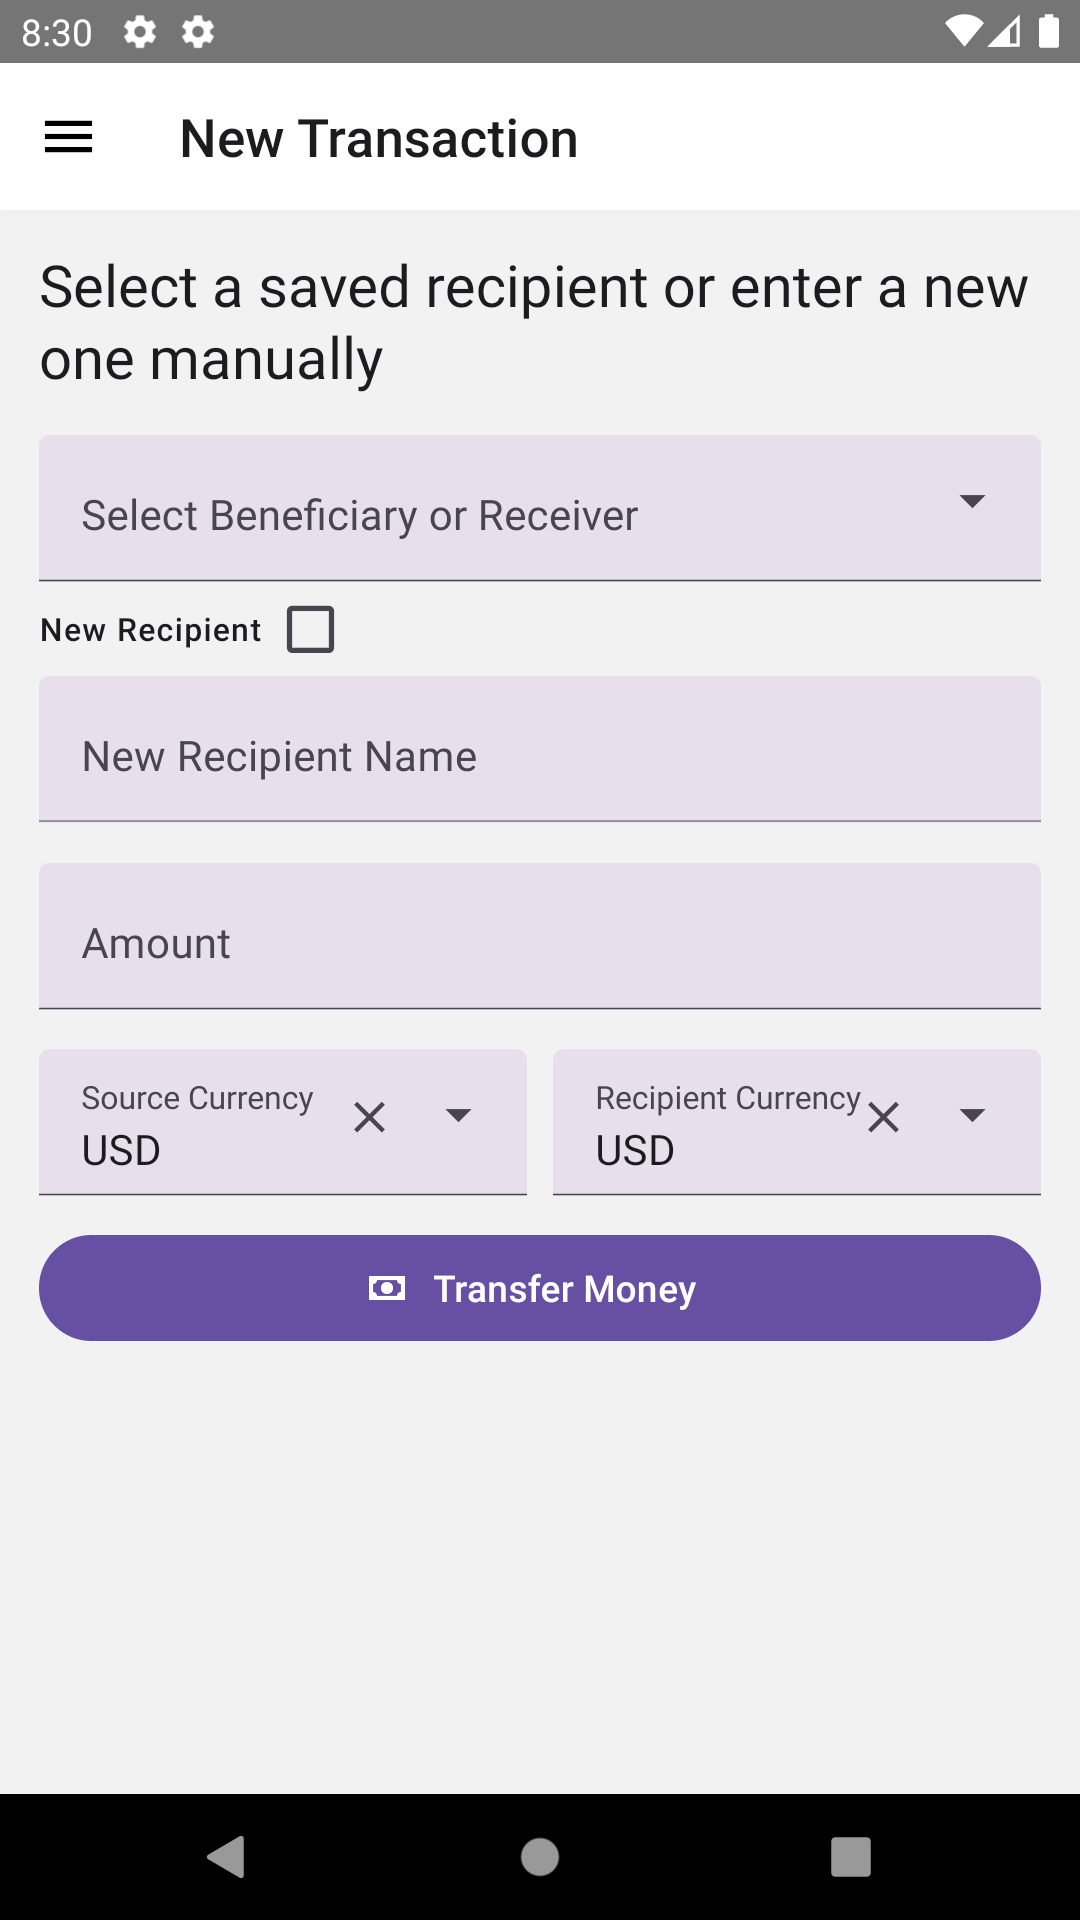 8:30
New Transaction
Select a saved recipient or enter a new
one manually
Select Beneficiary or Receiver
New Recipient
New Recipient Name
Amount
Source Currency
USD
Recipient Currency
USD
Transfer Money